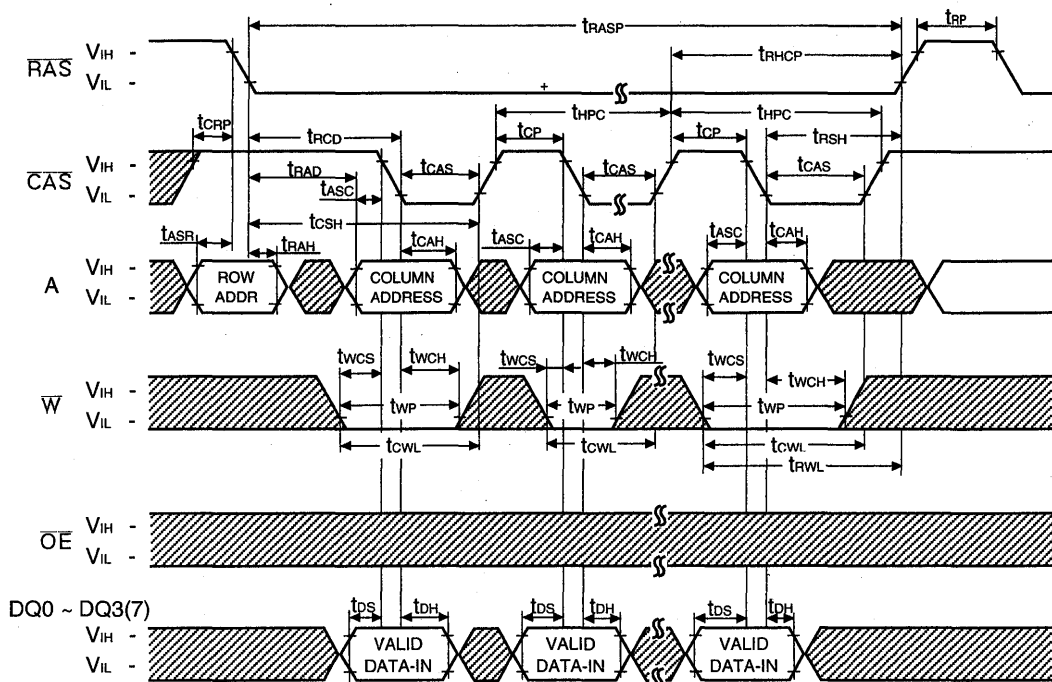 tRASP
tRP
RAS
VIH -
VIL -
tRHCP
tHPC
tHPC
tCRP
tRCD
tCP
tCP
tRSH
CAS
VIH -
VIL -
tRAD
tCAS
tCAS
tCAS
tASC
tCSH
tASR
tRAH
tCAH
tASC
tCAH
tASC
tCAH
A
VIH -
VIL -
ROW ADDR
COLUMN ADDRESS
COLUMN ADDRESS
COLUMN ADDRESS
tWCS
tWCH
tWCS
tWCH
tWCS
tWCH
W
VIH -
VIL -
tWP
tWP
tWP
tCWL
tCWL
tCWL
tRWL
OE
VIH -
VIL -
DQ0 ~ DQ3(7)
VIH -
VIL -
tDS
tDH
tDS
tDH
tDS
tDH
VALID DATA-IN
VALID DATA-IN
VALID DATA-IN